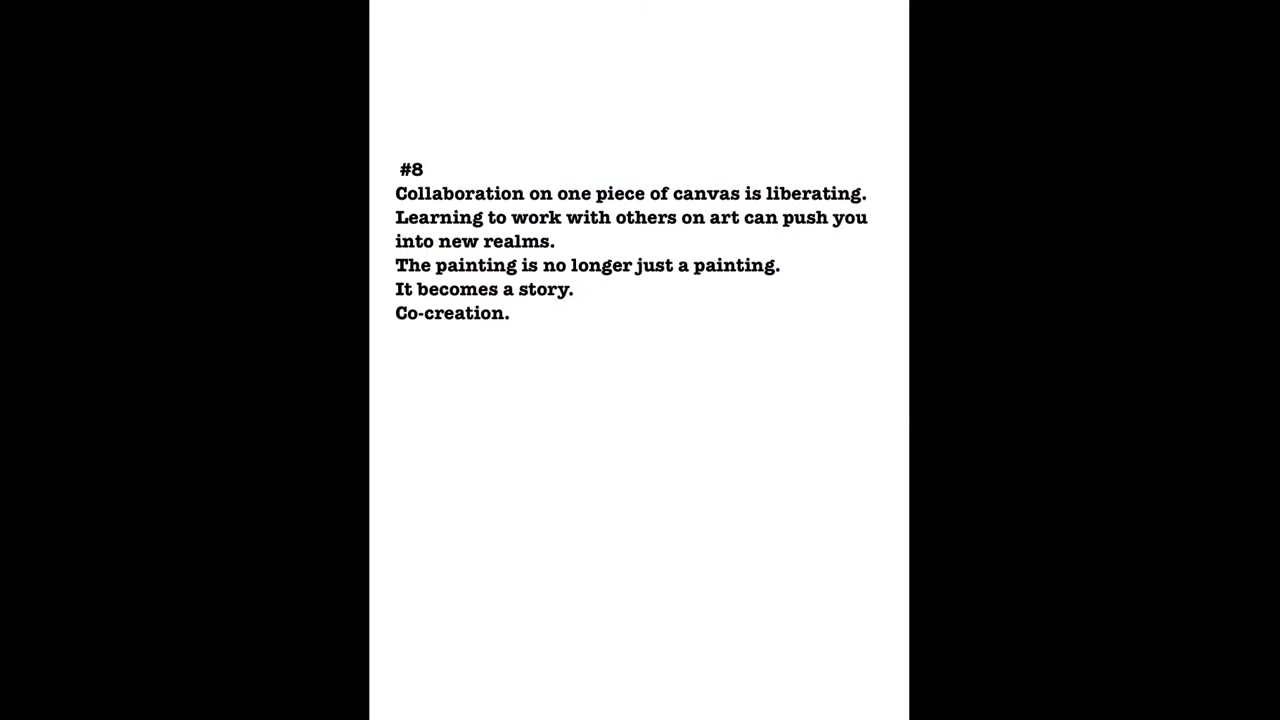 #8
Collaboration on one piece of canvas is liberating.
Learning to work with others on art can push you
into new realms.
The painting is no longer just a painting.
It becomes a story.
Co-creation.